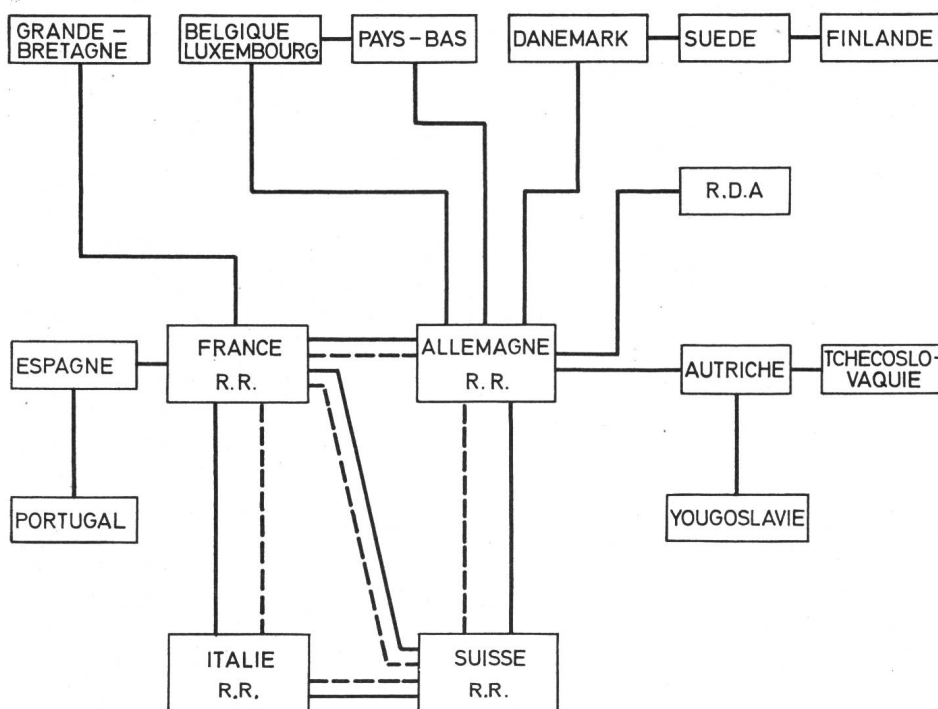 GRANDE -
BRETAGNE
BELGIQUE
LUXEMBOURG
PAYS-BAS
DANEMARK
SUEDE
FINLANDE
R.D.A
FRANCE
R.R.
ALLEMAGNE
R.R.
ESPAGNE
AUTRICHE
TCHECOSLO-
VAQUIE
PORTUGAL
YOUGOSLAVIE
ITALIE
R.R.
SUISSE
R.R.